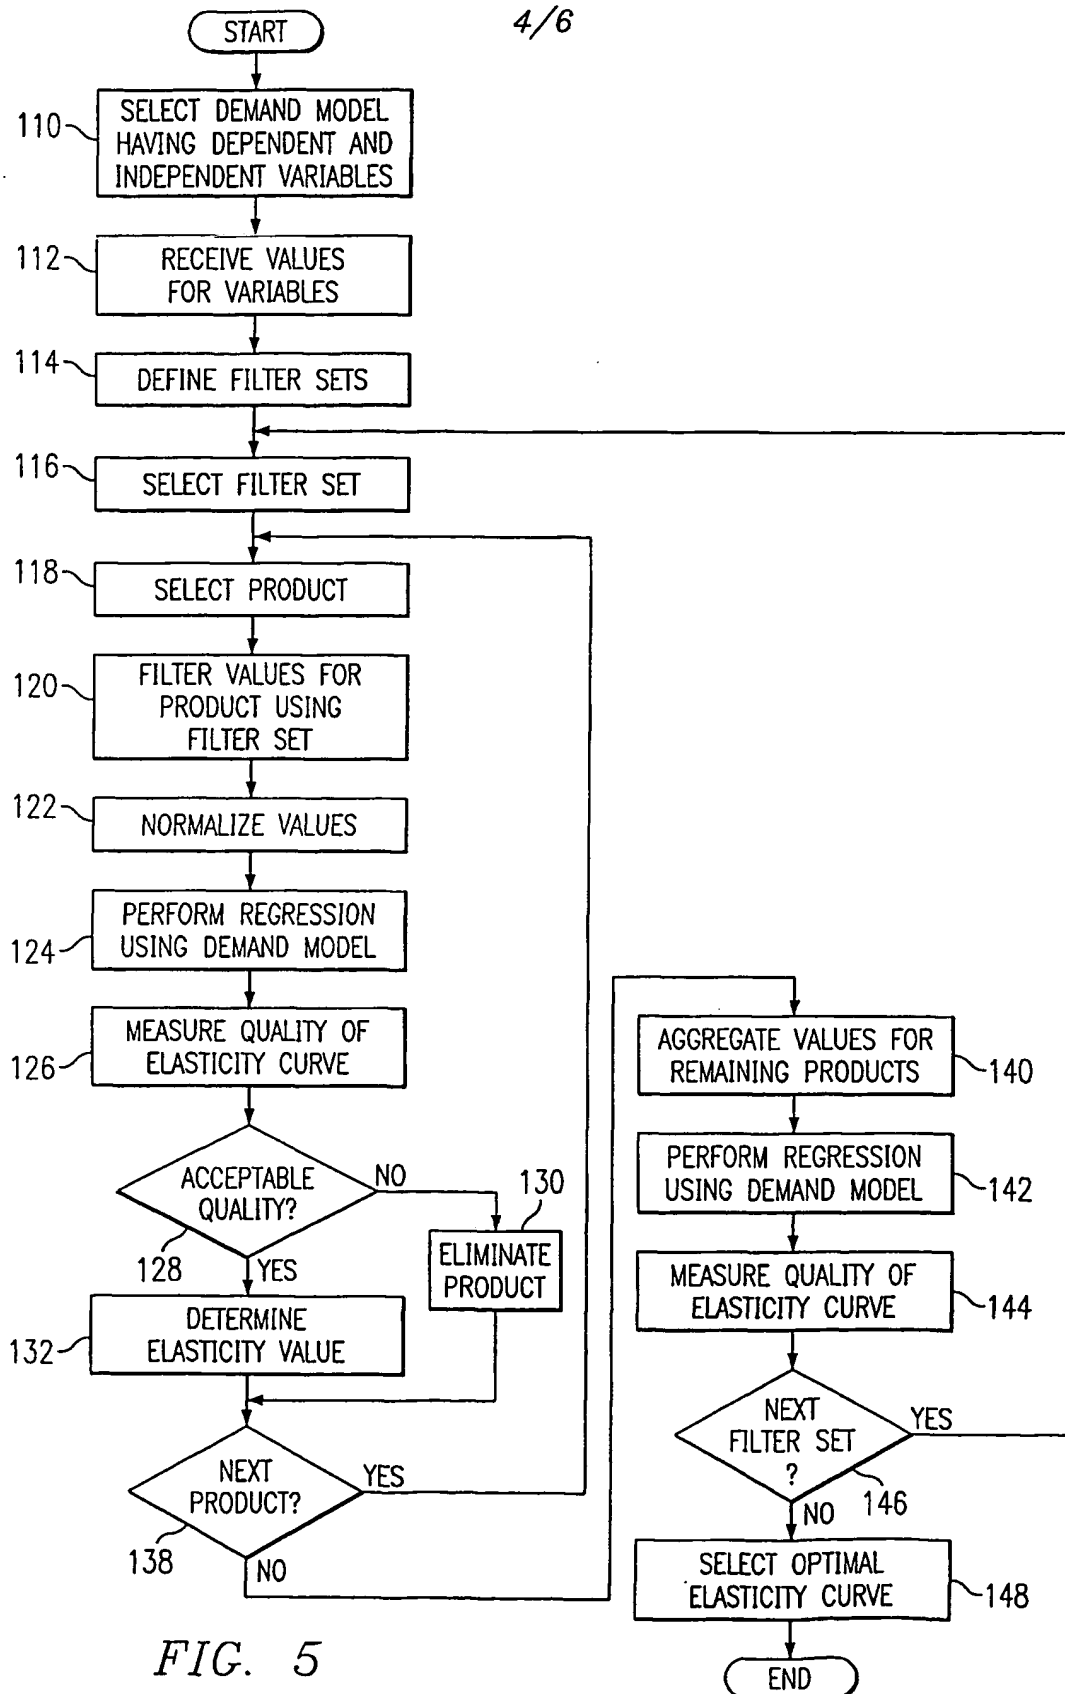 4/6
START
110
SELECT DEMAND MODEL
HAVING DEPENDENT AND
INDEPENDENT VARIABLES
112
RECEIVE VALUES
FOR VARIABLES
114
DEFINE FILTER SETS
116
SELECT FILTER SET
118
SELECT PRODUCT
120
FILTER VALUES FOR
PRODUCT USING
FILTER SET
122
NORMALIZE VALUES
124
PERFORM REGRESSION
USING DEMAND MODEL
126
MEASURE QUALITY OF
ELASTICITY CURVE
ACCEPTABLE
QUALITY?
128
NO
YES
130
ELIMINATE
PRODUCT
132
DETERMINE
ELASTICITY VALUE
NEXT
PRODUCT?
138
YES
NO
AGGREGATE VALUES FOR
REMAINING PRODUCTS
140
PERFORM REGRESSION
USING DEMAND MODEL
142
MEASURE QUALITY OF
ELASTICITY CURVE
144
NEXT
FILTER SET
?
YES
146
NO
SELECT OPTIMAL
ELASTICITY CURVE
148
END
FIG. 5